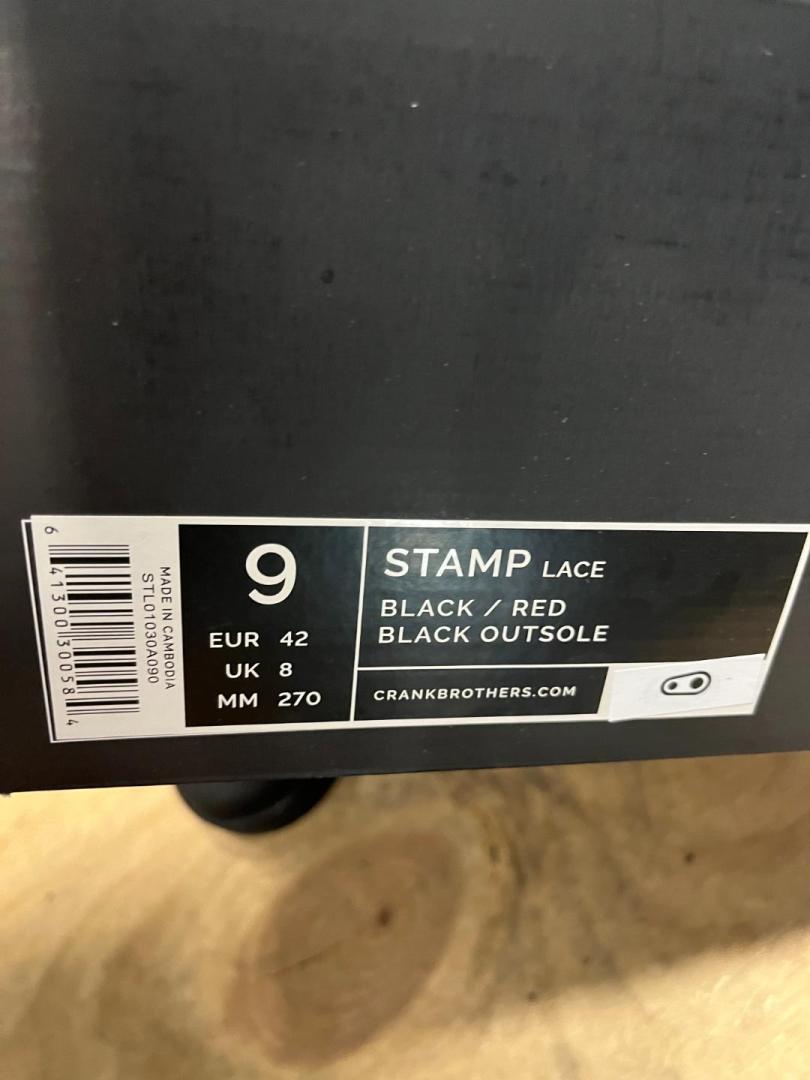 6 41300 30058 4
MADE IN CAMBODIA
STL01030A090
9
EUR 42
UK 8
MM 270
STAMP LACE
BLACK / RED
BLACK OUTSOLE
CRANKBROTHERS.COM